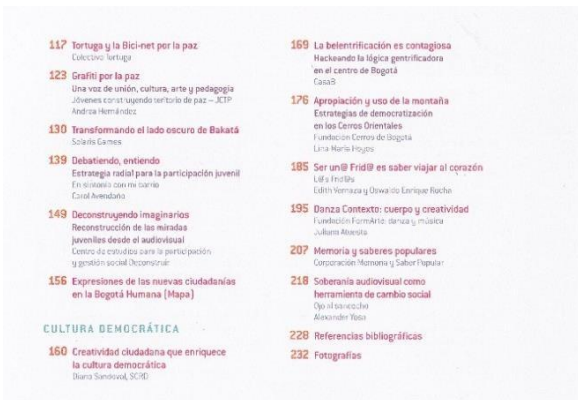 117 Tortuga y la Bici-net por la paz
Colectivo Tortuga
123 Grafiti por la paz
Una voz de unión, cultura, arte y pedagogía
Jóvenes construyendo territorio de paz – JCTP
Andrea Hernández
130 Transformando el lado oscuro de Bakatá
Solaris Games
139 Debatiendo, entiendo
Estrategia radial para la participación juvenil
En sintonía con mi barrio
Carol Avendaño
149 Deconstruyendo imaginarios
Reconstrucción de las miradas
juveniles desde el audiovisual
Centro de estudios para la participación
y gestión social Deconstruir
156 Expresiones de las nuevas ciudadanías
en la Bogotá Humana (Mapa)
CULTURA DEMOCRÁTICA
160 Creatividad ciudadana que enriquece
la cultura democrática
Diana Sandoval, SCRD
169 La belentrificación es contagiosa
Hackeando la lógica gentrificadora
en el centro de Bogotá
CasaB
176 Apropiación y uso de la montaña
Estrategias de democratización
en los Cerros Orientales
Fundación Cerros de Bogotá
Lina María Hoyos
185 Ser un@ Frid@ es saber viajar al corazón
L@s Frid@s
Edith y Oswaldo Enrique Rocha
195 Danza Contexto: cuerpo y creatividad
Fundación FormArte: danza y música
Juliana Atuesta
207 Memoria y saberes populares
Corporación Memoria y Saber Popular
218 Soberanía audiovisual como
herramienta de cambio social
Ojo al sancocho
Alexander Yosa
228 Referencias bibliográficas
232 Fotografías